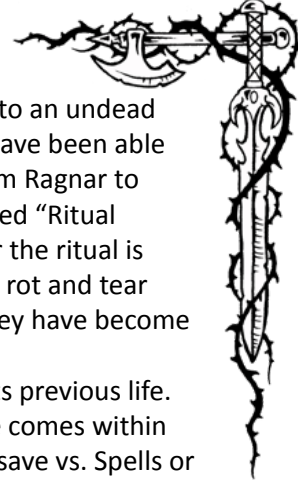 to an undead
have been able
m Ragnar to
ed “Ritual
r the ritual is
rot and tear
ey have become
s previous life.
e comes within
save vs. Spells or